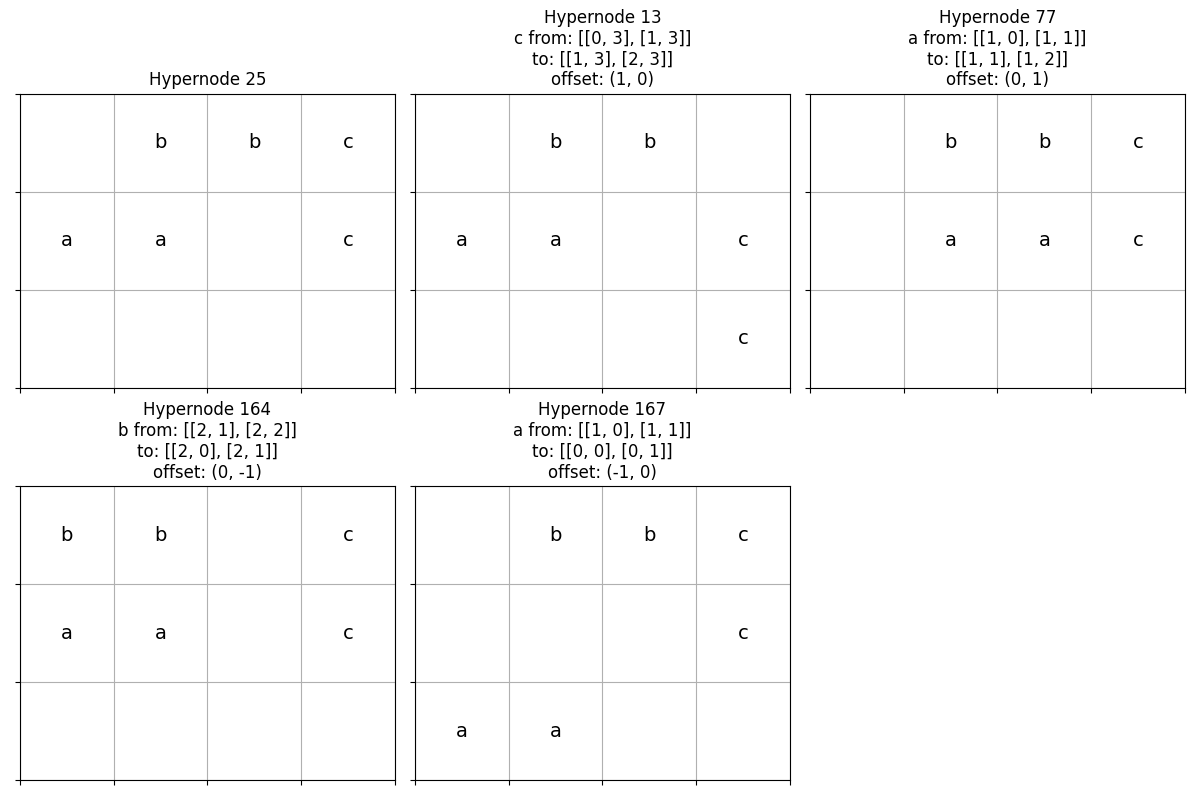 Hypernode 25
b b c
a a c
Hypernode 13
c from: [[0, 3], [1, 3]]
to: [[1, 3], [2, 3]]
offset: (1, 0)
b b
a a c
c
Hypernode 77
a from: [[1, 0], [1, 1]]
to: [[1, 1], [1, 2]]
offset: (0, 1)
b b c
a a c
Hypernode 164
b from: [[2, 1], [2, 2]]
to: [[2, 0], [2, 1]]
offset: (0, -1)
b b c
a a c
Hypernode 167
a from: [[1, 0], [1, 1]]
to: [[0, 0], [0, 1]]
offset: (-1, 0)
b b c
c
a a